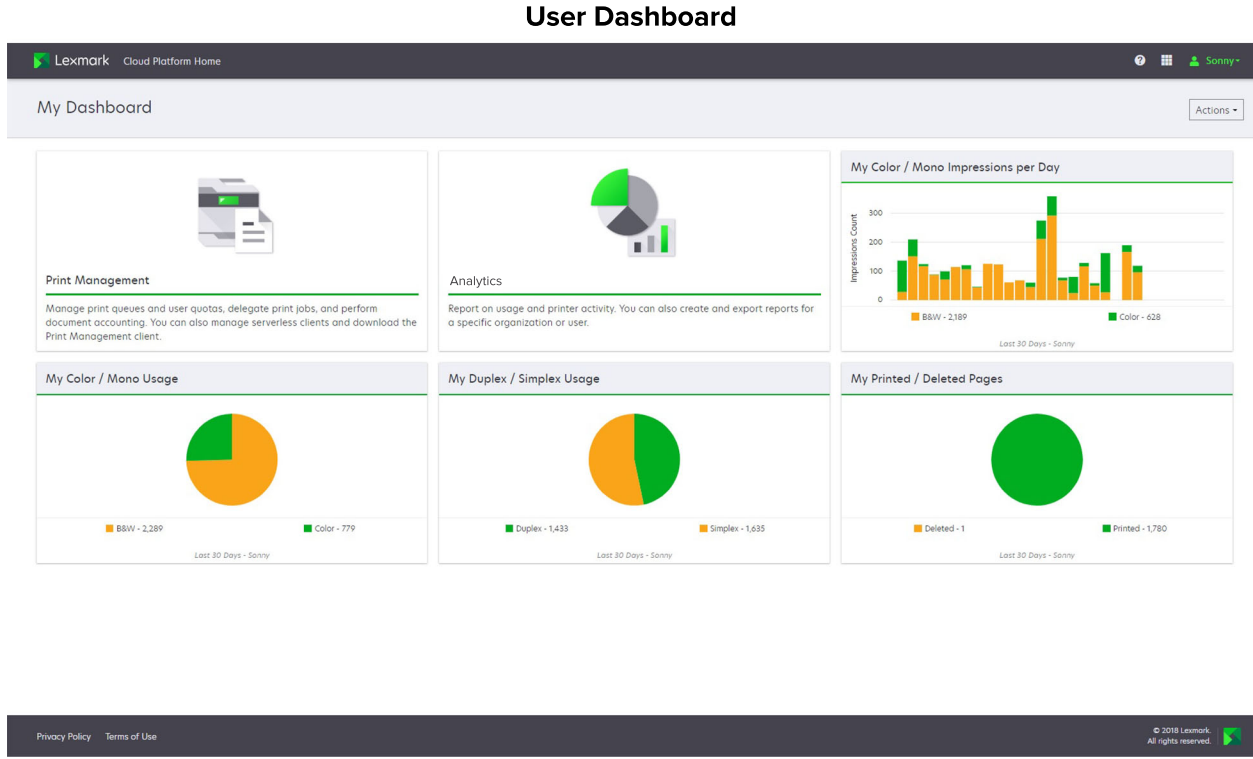 User Dashboard
Lexmark Cloud Platform Home
Sonny
My Dashboard
Actions
Print Management
Manage print queues and user quotas, delegate print jobs, and perform
document accounting. You can also manage serverless clients and download the
Print Management client.
Analytics
Report on usage and printer activity. You can also create and export reports for
a specific organization or user.
My Color / Mono Impressions per Day
Impressions Count
300
200
100
0
B&W - 2,189
Color - 628
Last 30 Days - Sonny
My Color / Mono Usage
B&W - 2,289
Color - 779
Last 30 Days - Sonny
My Duplex / Simplex Usage
Duplex - 1,433
Simplex - 1,635
Last 30 Days - Sonny
My Printed / Deleted Pages
Deleted - 1
Printed - 1,780
Last 30 Days - Sonny
Privacy Policy
Terms of Use
© 2018 Lexmark.
All rights reserved.